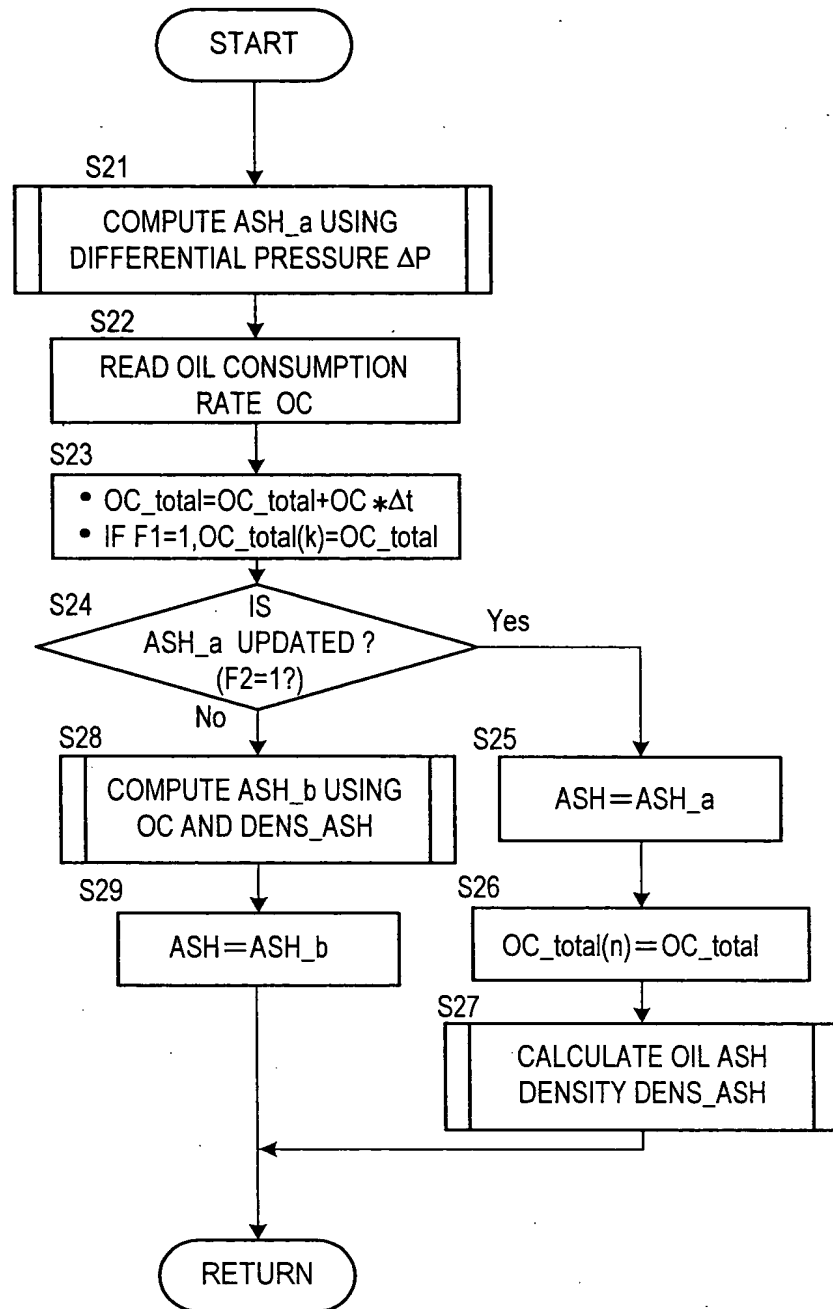 START
S21
COMPUTE ASH_a USING
DIFFERENTIAL PRESSURE ΔP
S22
READ OIL CONSUMPTION
RATE OC
S23
• OC_total=OC_total+OC*Δt
• IF F1=1,OC_total(k)=OC_total
S24
IS
ASH_a UPDATED ?
(F2=1?)
Yes
No
S28
COMPUTE ASH_b USING
OC AND DENS_ASH
S29
ASH=ASH_b
S25
ASH=ASH_a
S26
OC_total(n)=OC_total
S27
CALCULATE OIL ASH
DENSITY DENS_ASH
RETURN